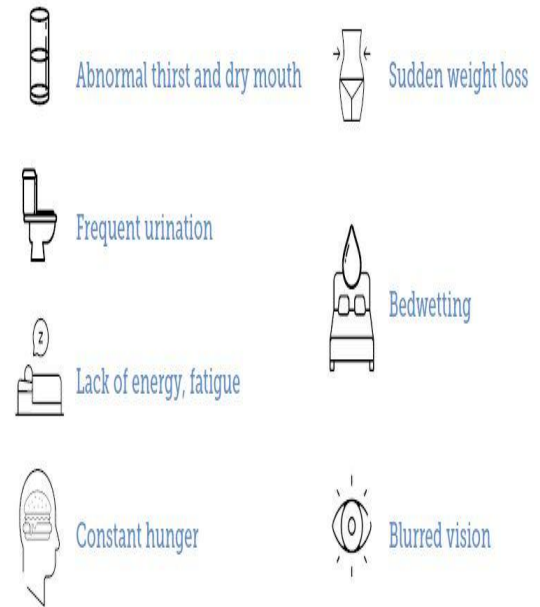 Abnormal thirst and dry mouth
Sudden weight loss
Frequent urination
Bedwetting
Lack of energy, fatigue
Constant hunger
Blurred vision
z